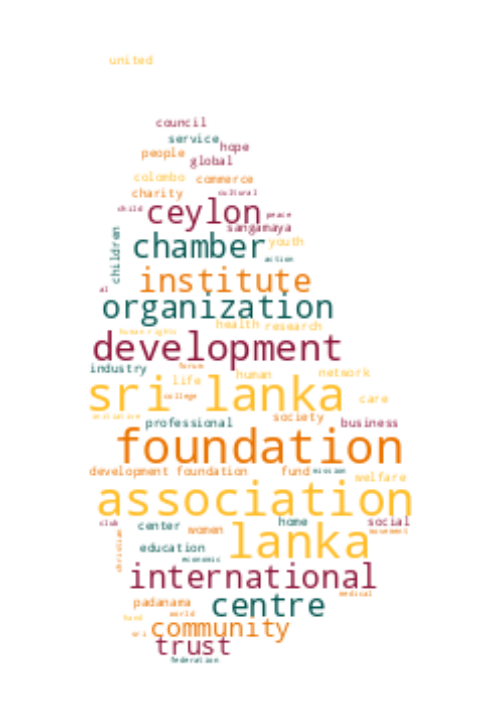 united
council
service
hope
people
global
colombo commerce
charity cultural
child ceylon peace
sangamaya
children
chamber youth
action
institute
al
organization
human rights health research
development
industry forum
life human network
sri lanka
college care
initiative
professional society business
foundation
development foundation fund mission
welfare
association
club center women home social
movement
christian
lanka
education
economic
international
medical
padanama centre
world
hand
sri community
trust
federation